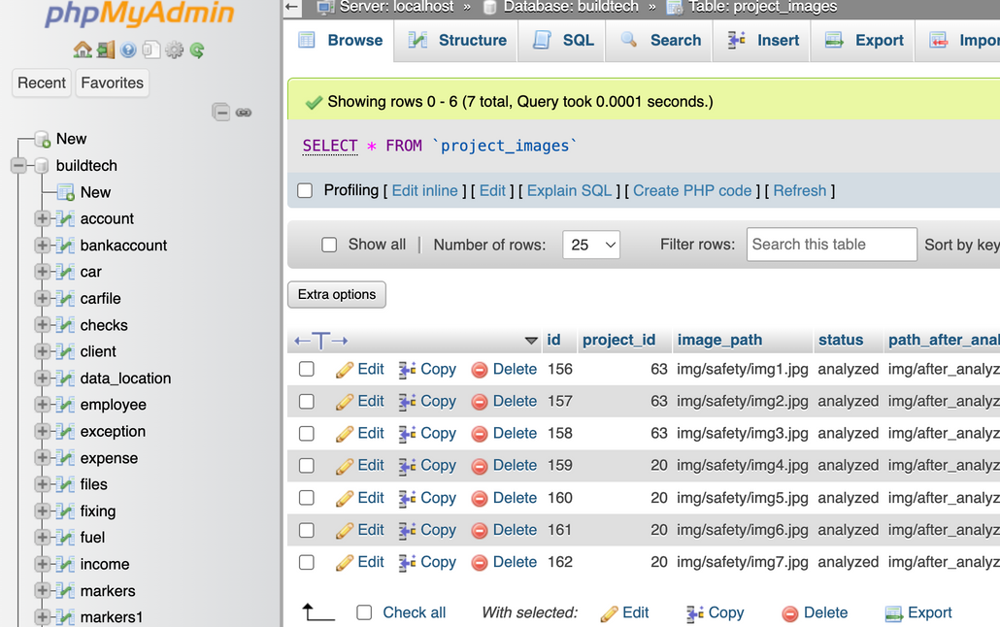 phpMyAdmin
Recent Favorites
New
buildtech
New
account
bankaccount
car
carfile
checks
client
data_location
employee
exception
expense
files
fixing
fuel
income
markers
markers1
Server: localhost » Database: buildtech » Table: project_images
Browse Structure SQL Search Insert Export Impor
Showing rows 0 - 6 (7 total, Query took 0.0001 seconds.)
SELECT * FROM `project_images`
Profiling [ Edit inline ] [ Edit ] [ Explain SQL ] [ Create PHP code ] [ Refresh ]
Show all | Number of rows: 25 Filter rows: Search this table Sort by key
Extra options
←T→ id project_id image_path status path_after_anal
Edit Copy Delete 156 63 img/safety/img1.jpg analyzed img/after_analyz
Edit Copy Delete 157 63 img/safety/img2.jpg analyzed img/after_analyz
Edit Copy Delete 158 63 img/safety/img3.jpg analyzed img/after_analyz
Edit Copy Delete 159 20 img/safety/img4.jpg analyzed img/after_analyz
Edit Copy Delete 160 20 img/safety/img5.jpg analyzed img/after_analyz
Edit Copy Delete 161 20 img/safety/img6.jpg analyzed img/after_analyz
Edit Copy Delete 162 20 img/safety/img7.jpg analyzed img/after_analyz
Check all With selected: Edit Copy Delete Export